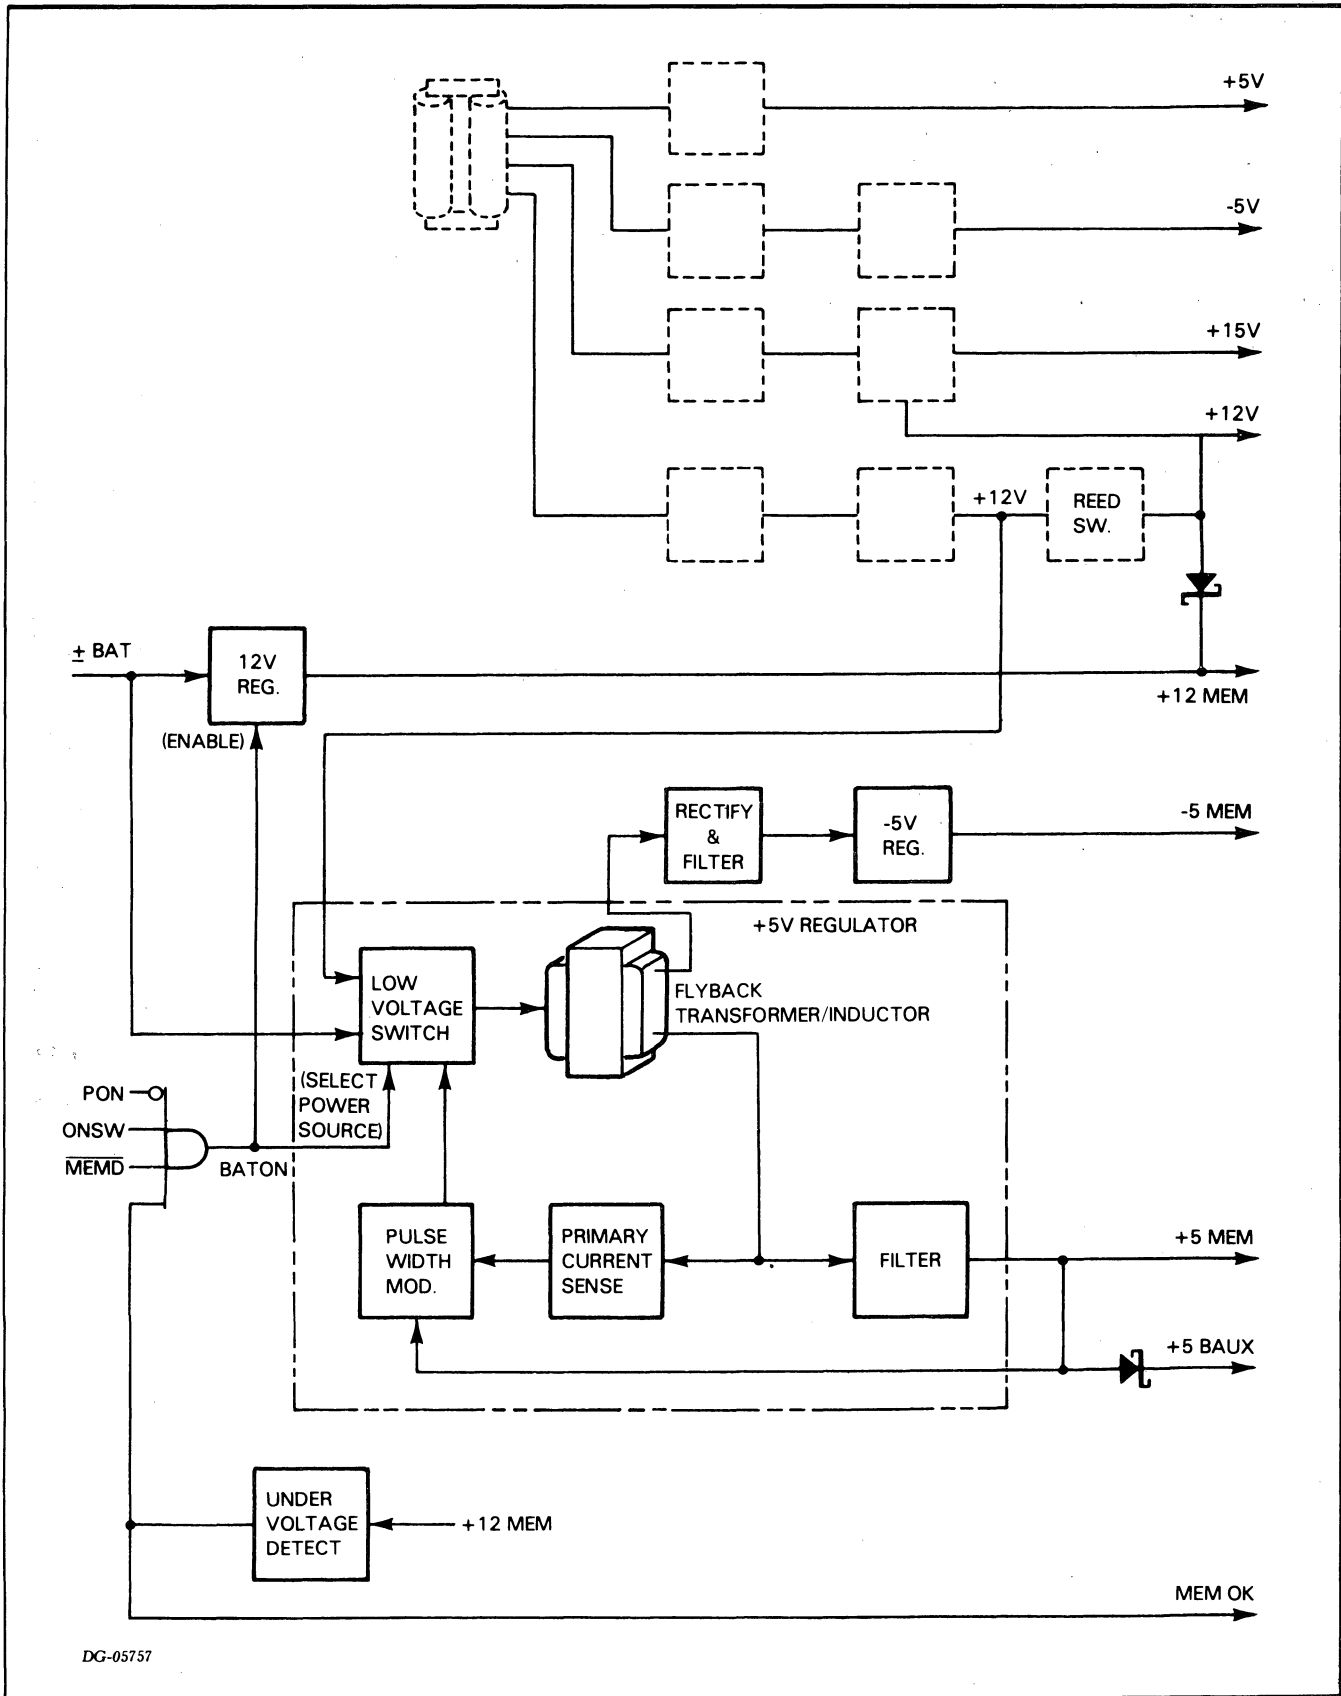 +5V
-5V
+15V
+12V
+12V
REED
SW.
± BAT
12V
REG.
+12 MEM
(ENABLE)
RECTIFY
&
FILTER
-5V
REG.
-5 MEM
+5V REGULATOR
LOW
VOLTAGE
SWITCH
FLYBACK
TRANSFORMER/INDUCTOR
(SELECT
POWER
SOURCE)
PON
ONSW
MEMD
BATON
PULSE
WIDTH
MOD.
PRIMARY
CURRENT
SENSE
FILTER
+5 MEM
+5 BAUX
UNDER
VOLTAGE
DETECT
+12 MEM
MEM OK
DG-05757